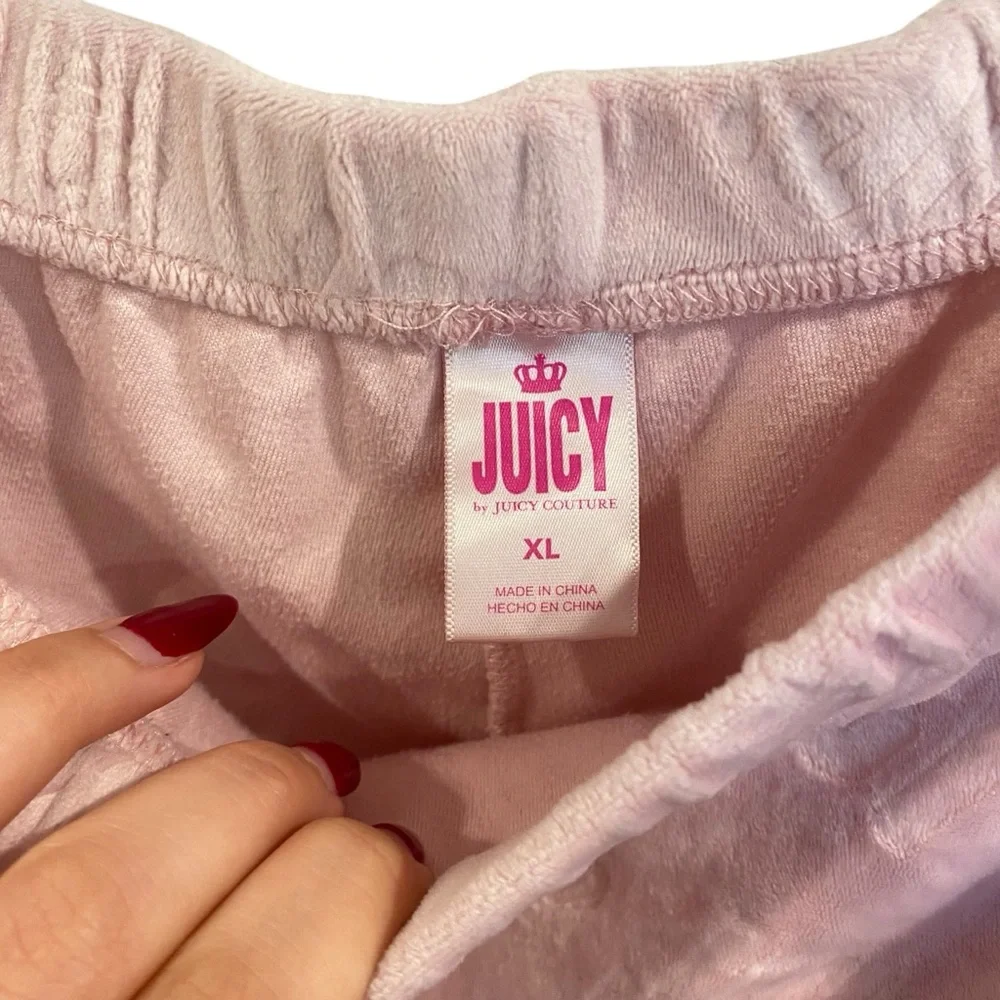 JUICY
by JUICY COUTURE
XL
MADE IN CHINA
HECHO EN CHINA